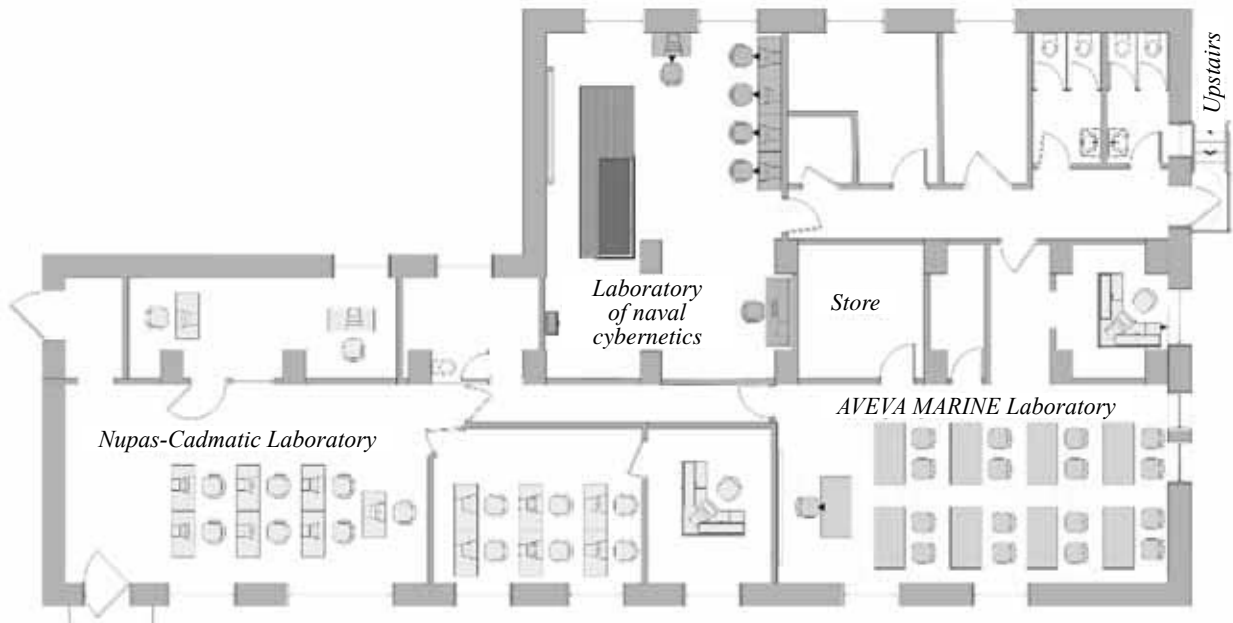 Upstairs
Laboratory
of naval
cybernetics
Store
AVEVA MARINE Laboratory
Nupas-Cadmatic Laboratory